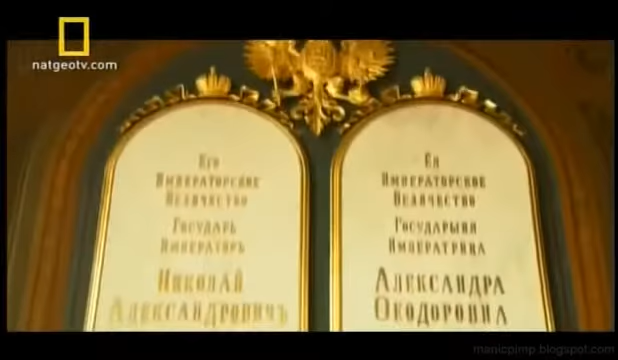 natgeotv.com
Его
Императорское
Величество
Государь
Императоръ
Николай
Александровичъ
Ея
Императорское
Величество
Государыня
Императрица
Александра
Ѳеодоровна
manicpimp.blogspot.com